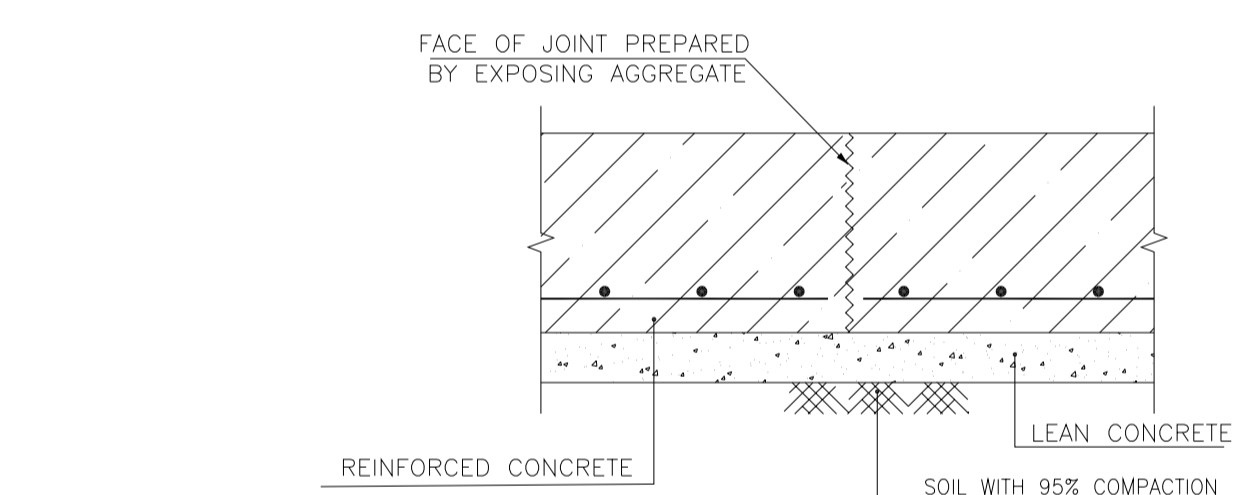 FACE OF JOINT PREPARED
BY EXPOSING AGGREGATE
LEAN CONCRETE
REINFORCED CONCRETE
SOIL WITH 95% COMPACTION